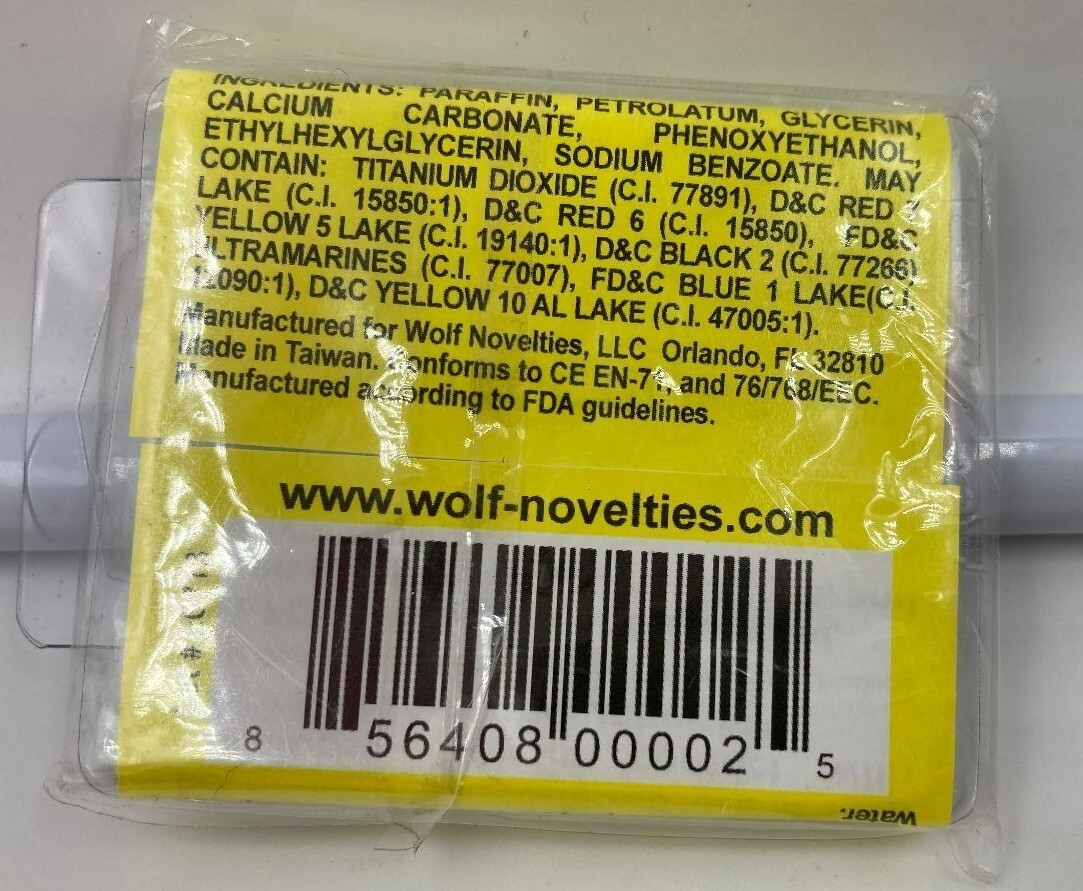 INGREDIENTS: PARAFFIN, PETROLATUM, GLYCERIN,
CALCIUM CARBONATE, PHENOXYETHANOL,
ETHYLHEXYLGLYCERIN, SODIUM BENZOATE. MAY
CONTAIN: TITANIUM DIOXIDE (C.I. 77891), D&C RED 7
LAKE (C.I. 15850:1), D&C RED 6 (C.I. 15850), FD&C
YELLOW 5 LAKE (C.I. 19140:1), D&C BLACK 2 (C.I. 77266)
ULTRAMARINES (C.I. 77007), FD&C BLUE 1 LAKE(C.I.
42090:1), D&C YELLOW 10 AL LAKE (C.I. 47005:1).
Manufactured for Wolf Novelties, LLC Orlando, FL 32810
Made in Taiwan. Conforms to CE EN-71, and 76/768/EEC.
Manufactured according to FDA guidelines.
www.wolf-novelties.com
8 56408 00002 5
water.